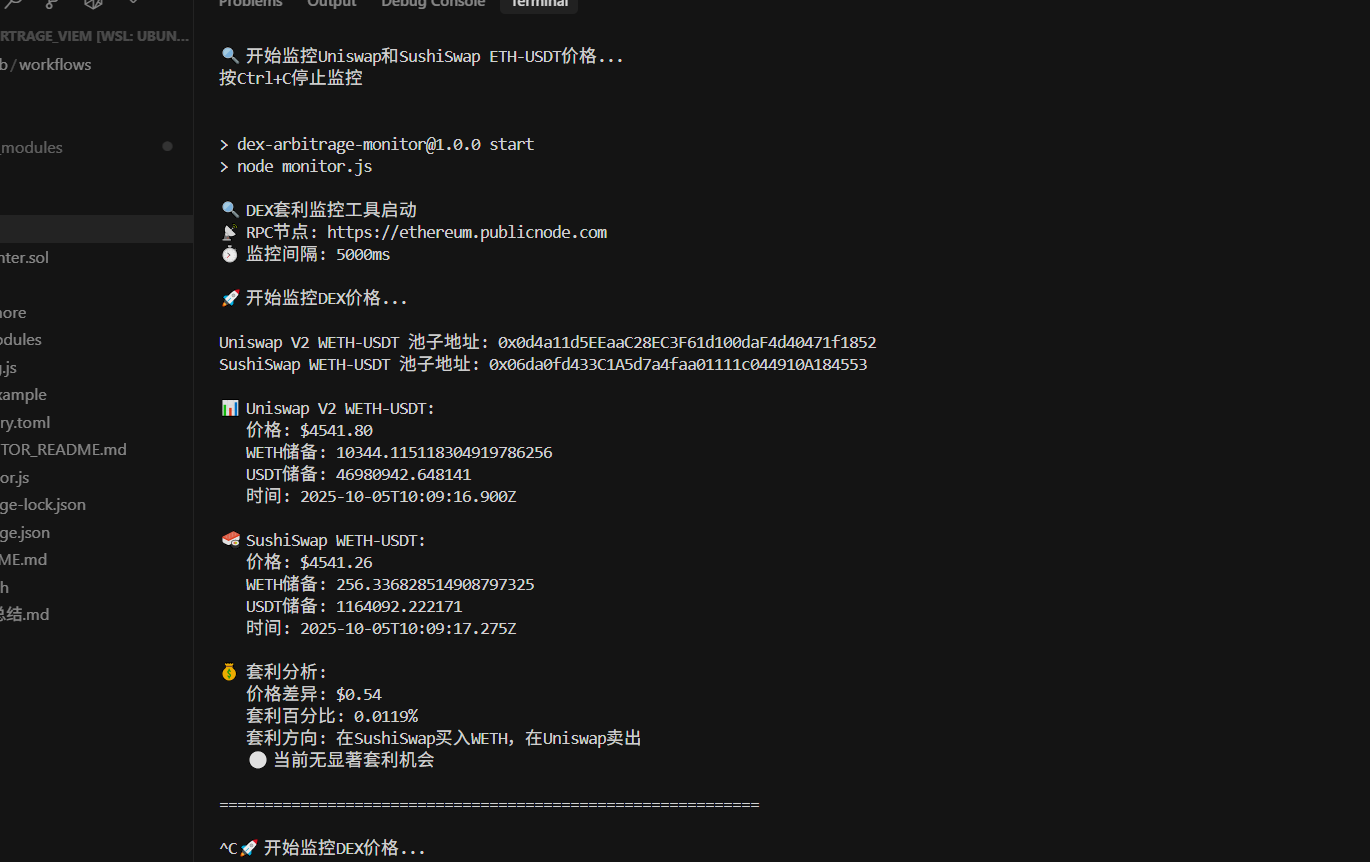 Problems Output Debug Console Terminal
RTRAGE_VIEM [WSL: UBUN...
b / workflows
_modules
nter.sol
nore
odules
g.js
xample
ry.toml
TOR_README.md
or.js
ge-lock.json
ge.json
ME.md
h
总结.md
🔍 开始监控Uniswap和SushiSwap ETH-USDT价格...
按Ctrl+C停止监控
> dex-arbitrage-monitor@1.0.0 start
> node monitor.js
🔍 DEX套利监控工具启动
📡 RPC节点: https://ethereum.publicnode.com
⏱️ 监控间隔: 5000ms
🚀 开始监控DEX价格...
Uniswap V2 WETH-USDT 池子地址: 0x0d4a11d5EEaaC28EC3F61d100daF4d40471f1852
SushiSwap WETH-USDT 池子地址: 0x06da0fd433C1A5d7a4faa01111c044910A184553
📊 Uniswap V2 WETH-USDT:
价格: $4541.80
WETH储备: 10344.115118304919786256
USDT储备: 46980942.648141
时间: 2025-10-05T10:09:16.900Z
🍣 SushiSwap WETH-USDT:
价格: $4541.26
WETH储备: 256.336828514908797325
USDT储备: 1164092.222171
时间: 2025-10-05T10:09:17.275Z
💰 套利分析:
价格差异: $0.54
套利百分比: 0.0119%
套利方向: 在SushiSwap买入WETH，在Uniswap卖出
⚪ 当前无显著套利机会
============================================================
^C🚀 开始监控DEX价格...